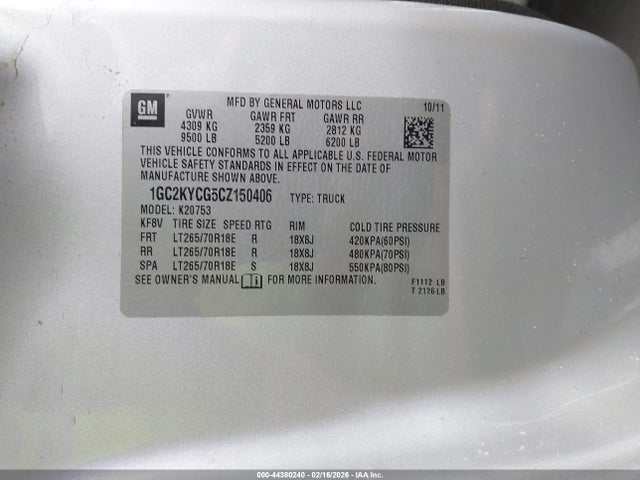 GM
MFD BY GENERAL MOTORS LLC 10/11
GVWR GAWR FRT GAWR RR
4309 KG 2359 KG 2812 KG
9500 LB 5200 LB 6200 LB
THIS VEHICLE CONFORMS TO ALL APPLICABLE U.S. FEDERAL MOTOR
VEHICLE SAFETY STANDARDS IN EFFECT ON THE DATE OF
MANUFACTURE SHOWN ABOVE.
1GC2KYCG5CZ150406 TYPE: TRUCK
MODEL: K20753
KF8V TIRE SIZE SPEED RTG RIM COLD TIRE PRESSURE
FRT LT265/70R18E R 18X8J 420KPA(60PSI)
RR LT265/70R18E R 18X8J 480KPA(70PSI)
SPA LT265/70R18E S 18X8J 550KPA(80PSI)
SEE OWNER'S MANUAL FOR MORE INFORMATION.
F1112 LB
T 2126 LB
000-44380240 - 02/16/2026 - IAAI.com